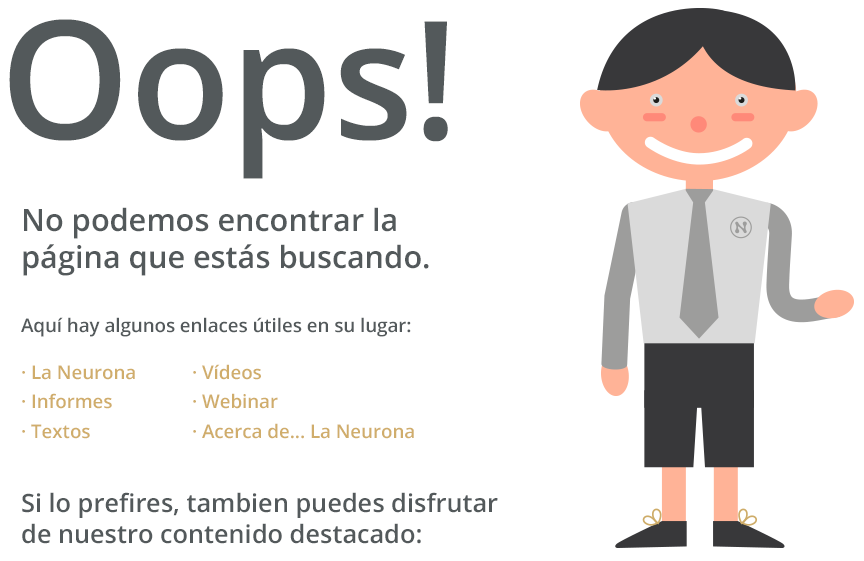 Oops!
No podemos encontrar la
página que estás buscando.
Aquí hay algunos enlaces útiles en su lugar:
· La Neurona
· Informes
· Textos
· Vídeos
· Webinar
· Acerca de... La Neurona
Si lo prefires, tambien puedes disfrutar
de nuestro contenido destacado:
N